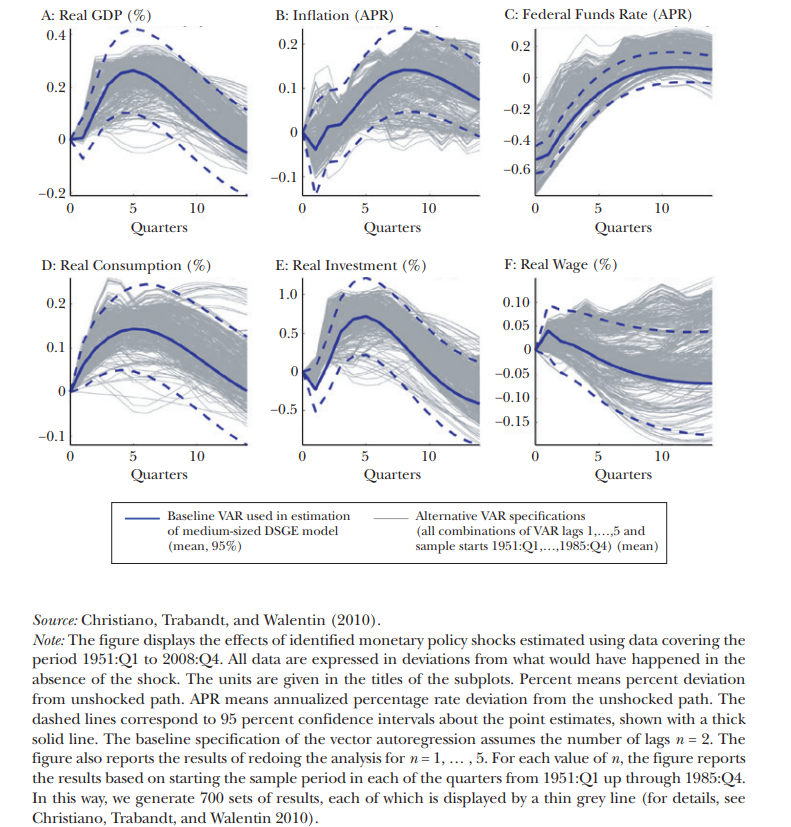 A: Real GDP (%)
B: Inflation (APR)
C: Federal Funds Rate (APR)
0.4
0.2
0
−0.2
0
5
10
Quarters
0.2
0.1
0
−0.1
0
5
10
Quarters
0.2
0
−0.2
−0.4
−0.6
0
5
10
Quarters
D: Real Consumption (%)
E: Real Investment (%)
F: Real Wage (%)
0.2
0.1
0
−0.1
0
5
10
Quarters
1.0
0.5
0
−0.5
0
5
10
Quarters
0.10
0.05
0
−0.05
−0.10
−0.15
0
5
10
Quarters
Baseline VAR used in estimation
of medium-sized DSGE model
(mean, 95%)
Alternative VAR specifications
(all combinations of VAR lags 1,...,5 and
sample starts 1951:Q1,...,1985:Q4) (mean)
Source: Christiano, Trabandt, and Walentin (2010).
Note: The figure displays the effects of identified monetary policy shocks estimated using data covering the
period 1951:Q1 to 2008:Q4. All data are expressed in deviations from what would have happened in the
absence of the shock. The units are given in the titles of the subplots. Percent means percent deviation
from unshocked path. APR means annualized percentage rate deviation from the unshocked path. The
dashed lines correspond to 95 percent confidence intervals about the point estimates, shown with a thick
solid line. The baseline specification of the vector autoregression assumes the number of lags n = 2. The
figure also reports the results of redoing the analysis for n = 1, … , 5. For each value of n, the figure reports
the results based on starting the sample period in each of the quarters from 1951:Q1 up through 1985:Q4.
In this way, we generate 700 sets of results, each of which is displayed by a thin grey line (for details, see
Christiano, Trabandt, and Walentin 2010).